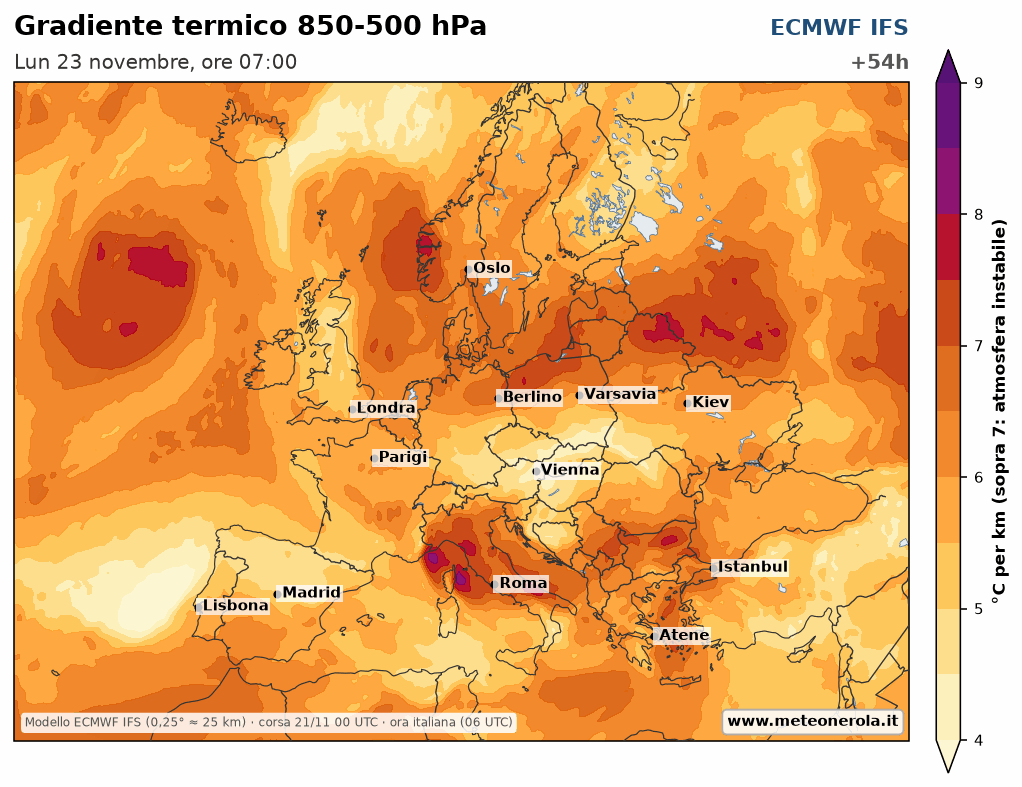 Gradiente termico 850-500 hPa
ECMWF IFS
Lun 23 novembre, ore 07:00
+54h
Oslo
Londra
Berlino
Varsavia
Kiev
Parigi
Vienna
Madrid
Lisbona
Roma
Istanbul
Atene
Modello ECMWF IFS (0,25° ≈ 25 km) · corsa 21/11 00 UTC · ora italiana (06 UTC)
www.meteonerola.it
9
8
7
6
5
4
°C per km (sopra 7: atmosfera instabile)